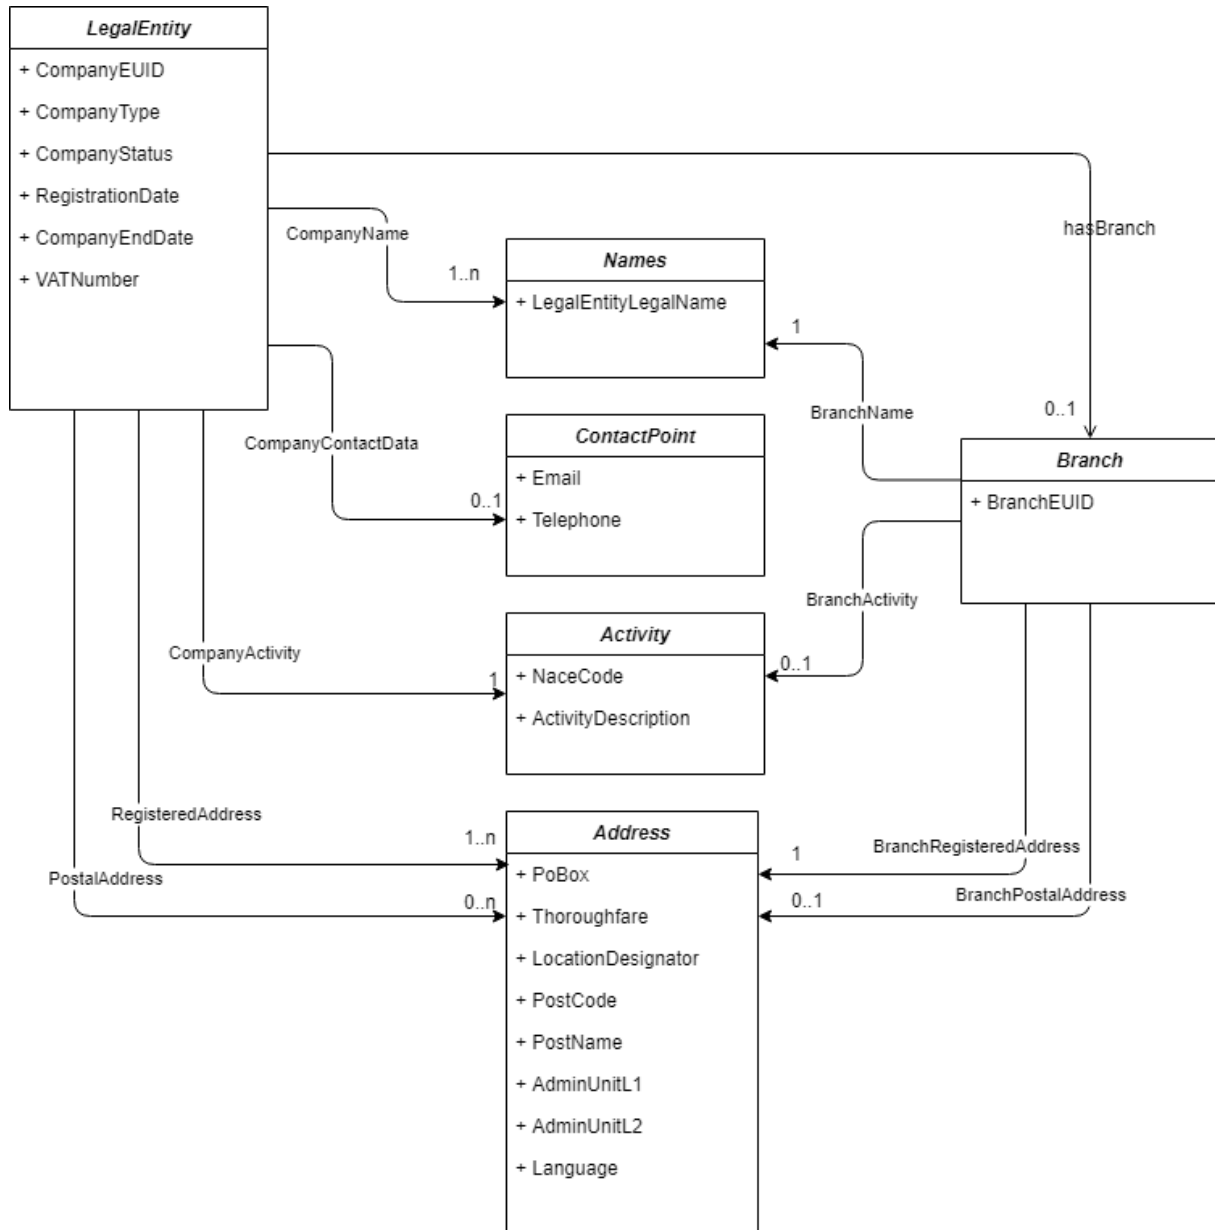 LegalEntity
+ CompanyEUID
+ CompanyType
+ CompanyStatus
+ RegistrationDate
+ CompanyEndDate
+ VATNumber
CompanyName
1..n
hasBranch
0..1
Names
+ LegalEntityLegalName
1
BranchName
CompanyContactData
0..1
ContactPoint
+ Email
+ Telephone
Branch
+ BranchEUID
BranchActivity
0..1
CompanyActivity
1
Activity
+ NaceCode
+ ActivityDescription
RegisteredAddress
1..n
PostalAddress
0..n
Address
+ PoBox
+ Thoroughfare
+ LocationDesignator
+ PostCode
+ PostName
+ AdminUnitL1
+ AdminUnitL2
+ Language
BranchRegisteredAddress
1
BranchPostalAddress
0..1